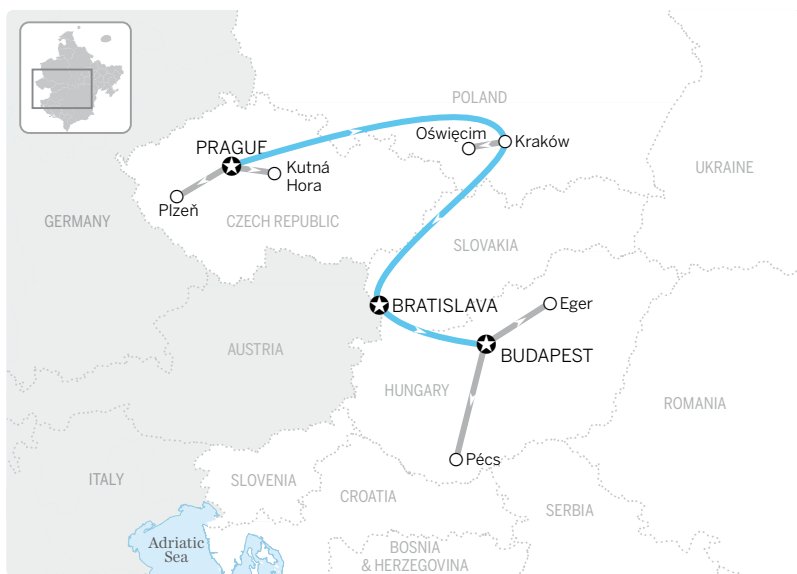 POLAND
Oświęcim
Kraków
PRAGUE
Kutná
Hora
UKRAINE
Plzeň
GERMANY
CZECH REPUBLIC
SLOVAKIA
BRATISLAVA
Eger
AUSTRIA
BUDAPEST
HUNGARY
ROMANIA
Pécs
ITALY
SLOVENIA
CROATIA
SERBIA
Adriatic
Sea
BOSNIA
& HERZEGOVINA